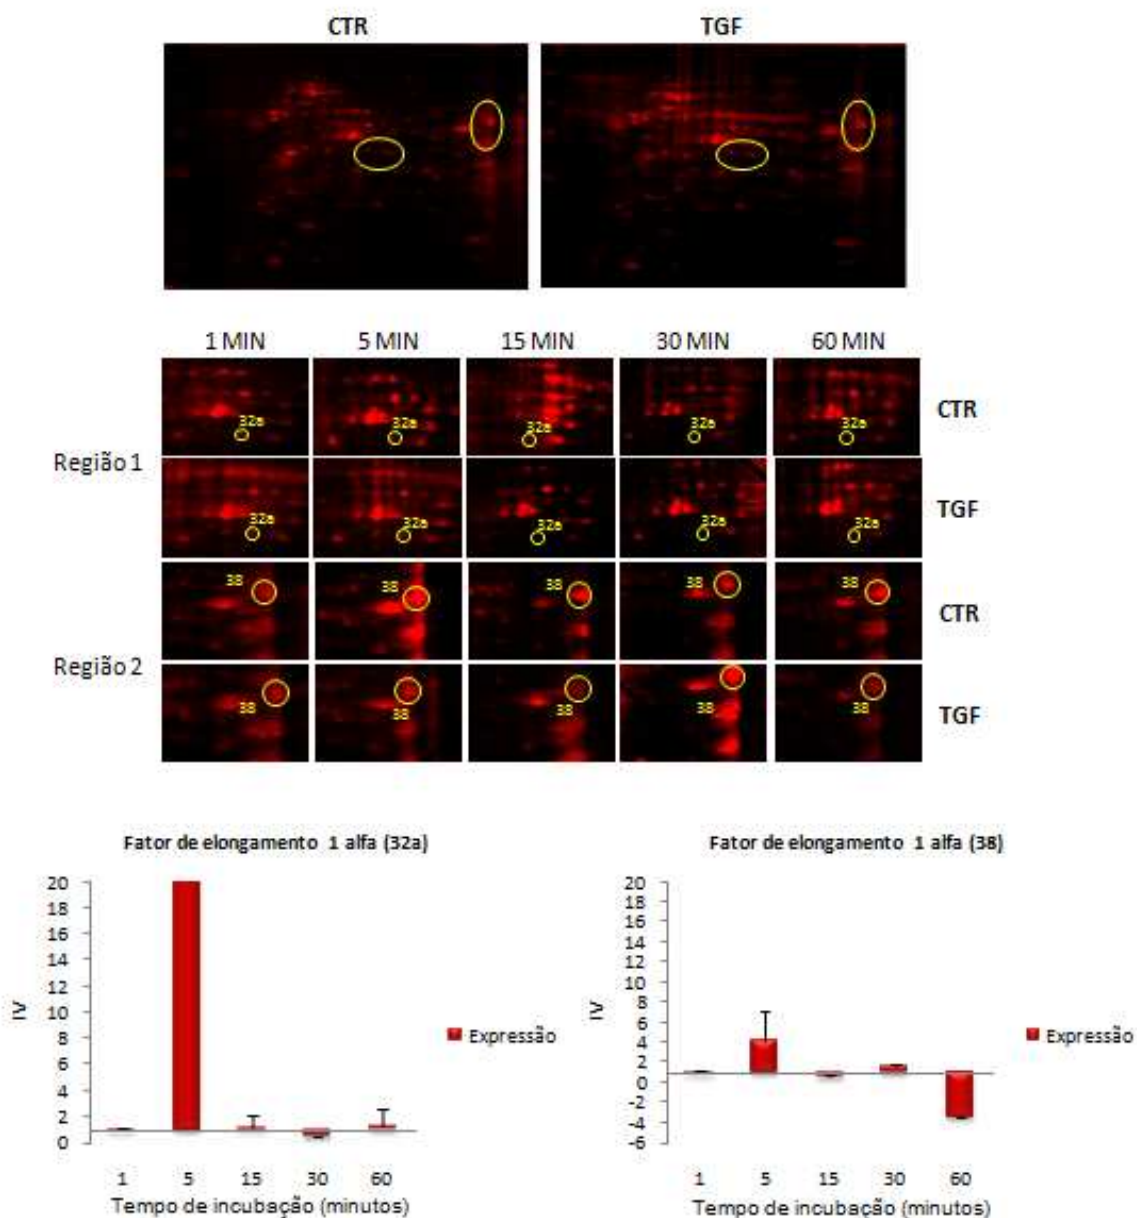 CTR TGF
1 MIN 5 MIN 15 MIN 30 MIN 60 MIN
32a 32a 32a 32a 32a CTR
Região 1
32a 32a 32a 32a 32a TGF
38 38 38 38 38 CTR
Região 2
38 38 38 38 38 TGF
Fator de elongamento 1 alfa (32a)
20
18
16
14
12
10
8
6
4
2
0
IV
Expressão
1 5 15 30 60
Tempo de incubação (minutos)
Fator de elongamento 1 alfa (38)
20
18
16
14
12
10
8
6
4
2
0
-2
-4
-6
IV
Expressão
1 5 15 30 60
Tempo de incubação (minutos)